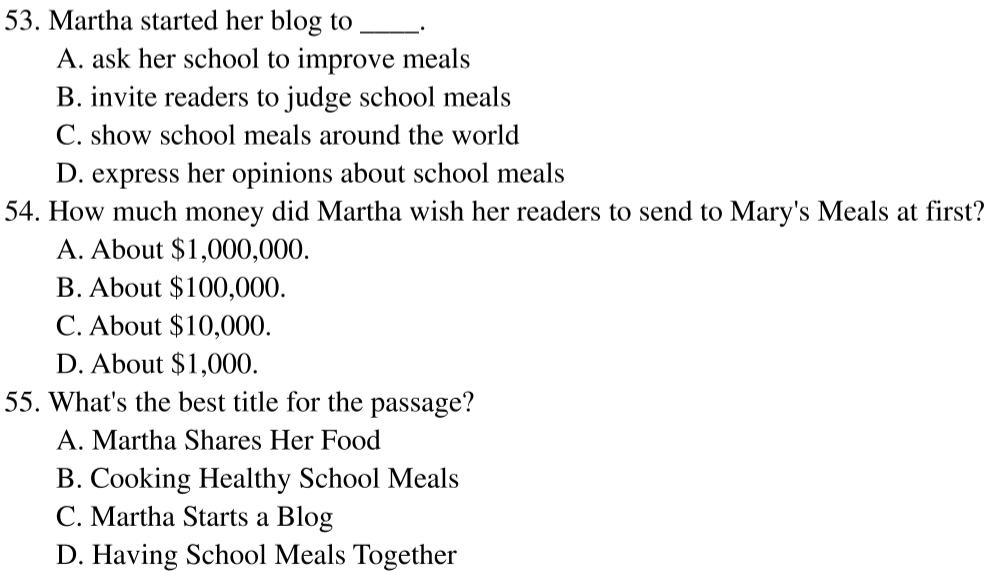 53. Martha started her blog to ____.
A. ask her school to improve meals
B. invite readers to judge school meals
C. show school meals around the world
D. express her opinions about school meals
54. How much money did Martha wish her readers to send to Mary's Meals at first?
A. About $1,000,000.
B. About $100,000.
C. About $10,000.
D. About $1,000.
55. What's the best title for the passage?
A. Martha Shares Her Food
B. Cooking Healthy School Meals
C. Martha Starts a Blog
D. Having School Meals Together